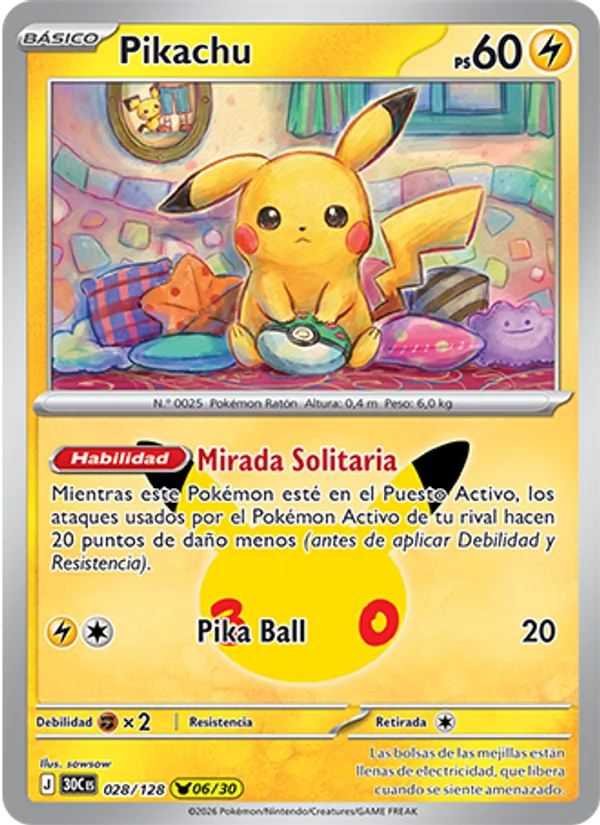 BÁSICO
Pikachu
PS 60
N.º 0025 Pokémon Ratón Altura: 0,4 m Peso: 6,0 kg
Habilidad Mirada Solitaria
Mientras este Pokémon esté en el Puesto Activo, los
ataques usados por el Pokémon Activo de tu rival hacen
20 puntos de daño menos (antes de aplicar Debilidad y
Resistencia).
30
Pika Ball 20
Debilidad ×2 Resistencia Retirada
Ilus. sowsow
J 30C ES 028/128 06/30
Las bolsas de las mejillas están
llenas de electricidad, que libera
cuando se siente amenazado.
©2026 Pokémon/Nintendo/Creatures/GAME FREAK